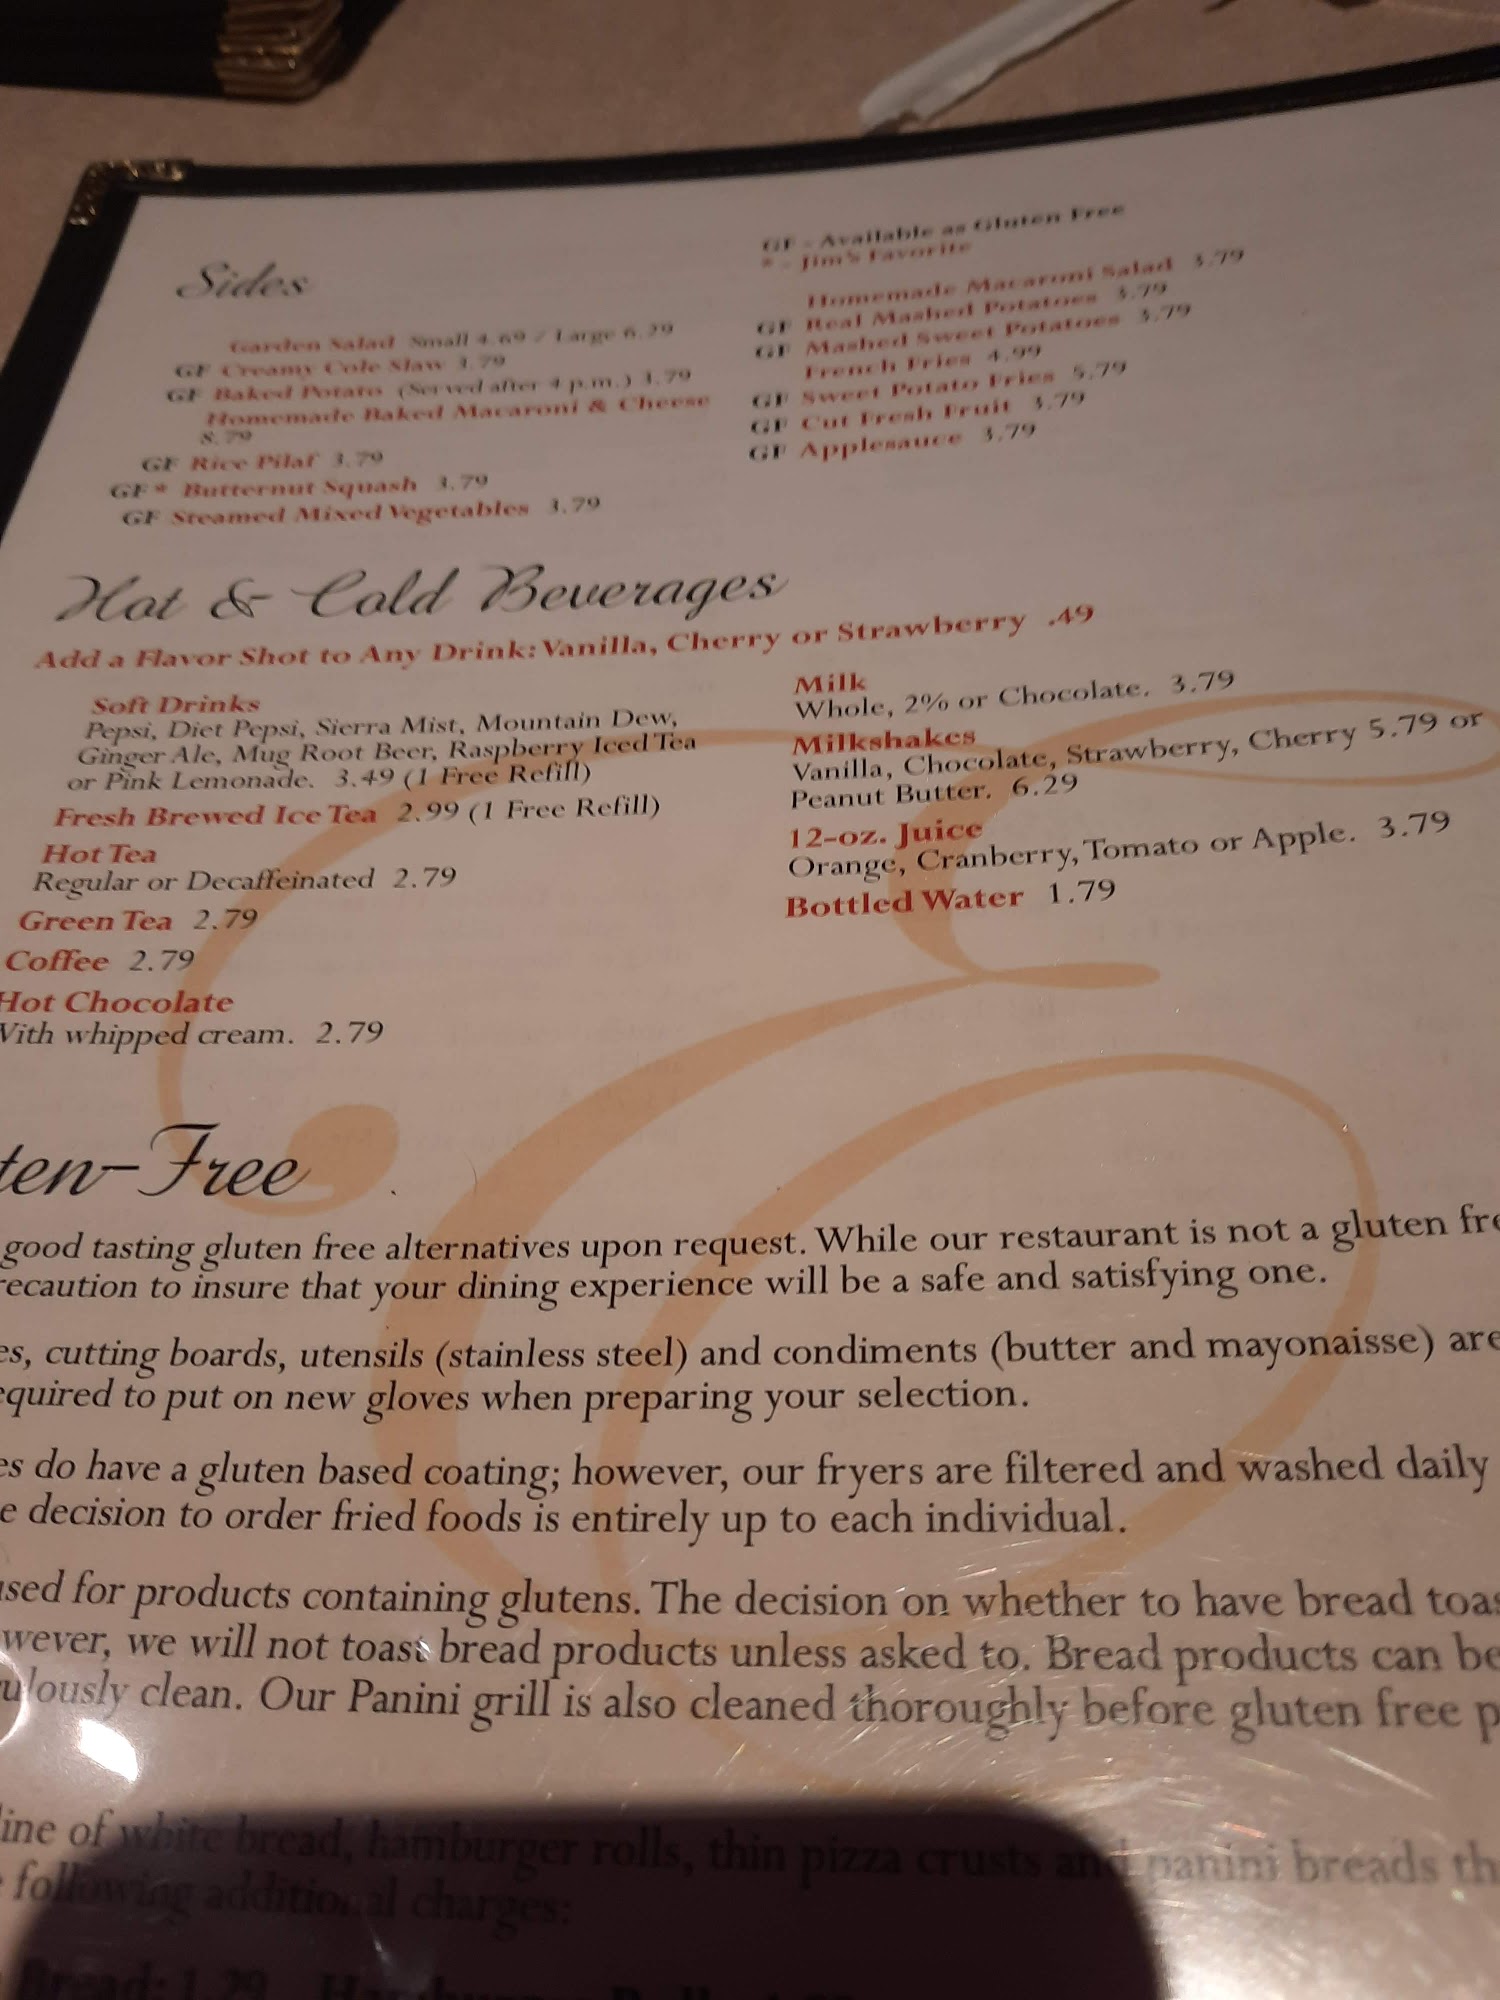 Sides
Garden Salad Small 4.69 / Large 6.29
GF Creamy Cole Slaw 3.79
GF Baked Potato (Served after 4 p.m.) 3.79
Homemade Baked Macaroni & Cheese
8.79
GF Rice Pilaf 3.79
GF* Butternut Squash 3.79
GF Steamed Mixed Vegetables 3.79
GF - Available as Gluten Free
* - Jim's Favorite
Homemade Macaroni Salad 3.79
GF Real Mashed Potatoes 3.79
GF Mashed Sweet Potatoes 3.79
French Fries 4.99
GF Sweet Potato Fries 5.79
GF Cut Fresh Fruit 3.79
GF Applesauce 3.79
Hot & Cold Beverages
Add a Flavor Shot to Any Drink: Vanilla, Cherry or Strawberry .49
Soft Drinks
Pepsi, Diet Pepsi, Sierra Mist, Mountain Dew,
Ginger Ale, Mug Root Beer, Raspberry Iced Tea
or Pink Lemonade. 3.49 (1 Free Refill)
Fresh Brewed Ice Tea 2.99 (1 Free Refill)
Hot Tea
Regular or Decaffeinated 2.79
Green Tea 2.79
Coffee 2.79
Hot Chocolate
With whipped cream. 2.79
Milk
Whole, 2% or Chocolate. 3.79
Milkshakes
Vanilla, Chocolate, Strawberry, Cherry 5.79 or
Peanut Butter. 6.29
12-oz. Juice
Orange, Cranberry, Tomato or Apple. 3.79
Bottled Water 1.79
ten-Free
good tasting gluten free alternatives upon request. While our restaurant is not a gluten fre
recaution to insure that your dining experience will be a safe and satisfying one.
es, cutting boards, utensils (stainless steel) and condiments (butter and mayonaisse) are
equired to put on new gloves when preparing your selection.
es do have a gluten based coating; however, our fryers are filtered and washed daily
e decision to order fried foods is entirely up to each individual.
used for products containing glutens. The decision on whether to have bread toas
wever, we will not toast bread products unless asked to. Bread products can be
ulously clean. Our Panini grill is also cleaned thoroughly before gluten free p
line of white bread, hamburger rolls, thin pizza crusts and panini breads th
following additional charges:
Bread: 1.29